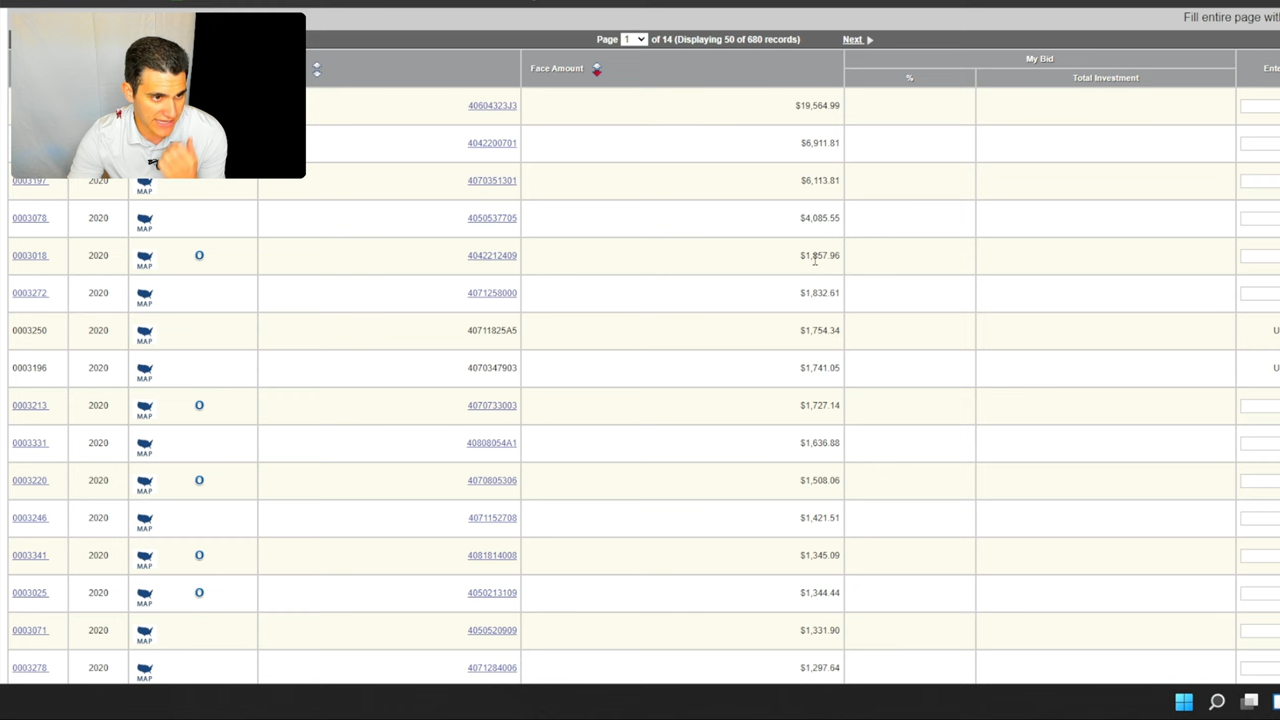 Fill entire page wit
Page 1 of 14 (Displaying 50 of 680 records) Next
Face Amount My Bid Ente
% Total Investment
40604323J3 $19,564.99
4042200701 $6,911.81
0003197 2020 MAP 4070351301 $6,113.81
0003078 2020 MAP 4050537705 $4,085.55
0003018 2020 MAP O 4042212409 $1,857.96
0003272 2020 MAP 4071258000 $1,832.61
0003250 2020 MAP 40711825A5 $1,754.34 U
0003196 2020 MAP 4070347903 $1,741.05 U
0003213 2020 MAP O 4070733003 $1,727.14
0003331 2020 MAP 40808054A1 $1,636.88
0003220 2020 MAP O 4070805306 $1,508.06
0003246 2020 MAP 4071152708 $1,421.51
0003341 2020 MAP O 4081814008 $1,345.09
0003025 2020 MAP O 4050213109 $1,344.44
0003071 2020 MAP 4050520909 $1,331.90
0003278 2020 MAP 4071284006 $1,297.64